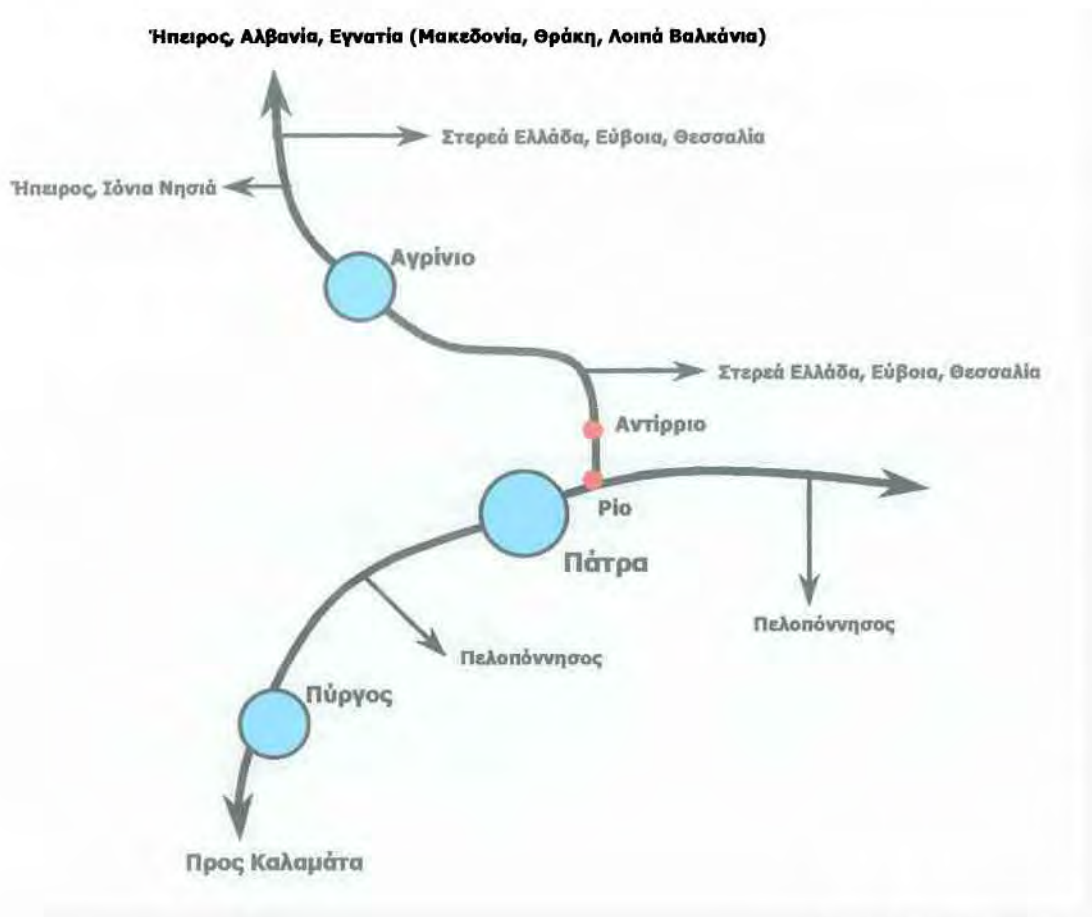 Ήπειρος, Αλβανία, Εγνατία (Μακεδονία, Θράκη, Λοιπά Βαλκάνια)
Στερεά Ελλάδα, Εύβοια, Θεσσαλία
Ήπειρος, Ιόνια Νησιά
Αγρίνιο
Στερεά Ελλάδα, Εύβοια, Θεσσαλία
Αντίρριο
Ρίο
Πάτρα
Πελοπόννησος
Πελοπόννησος
Πύργος
Προς Καλαμάτα